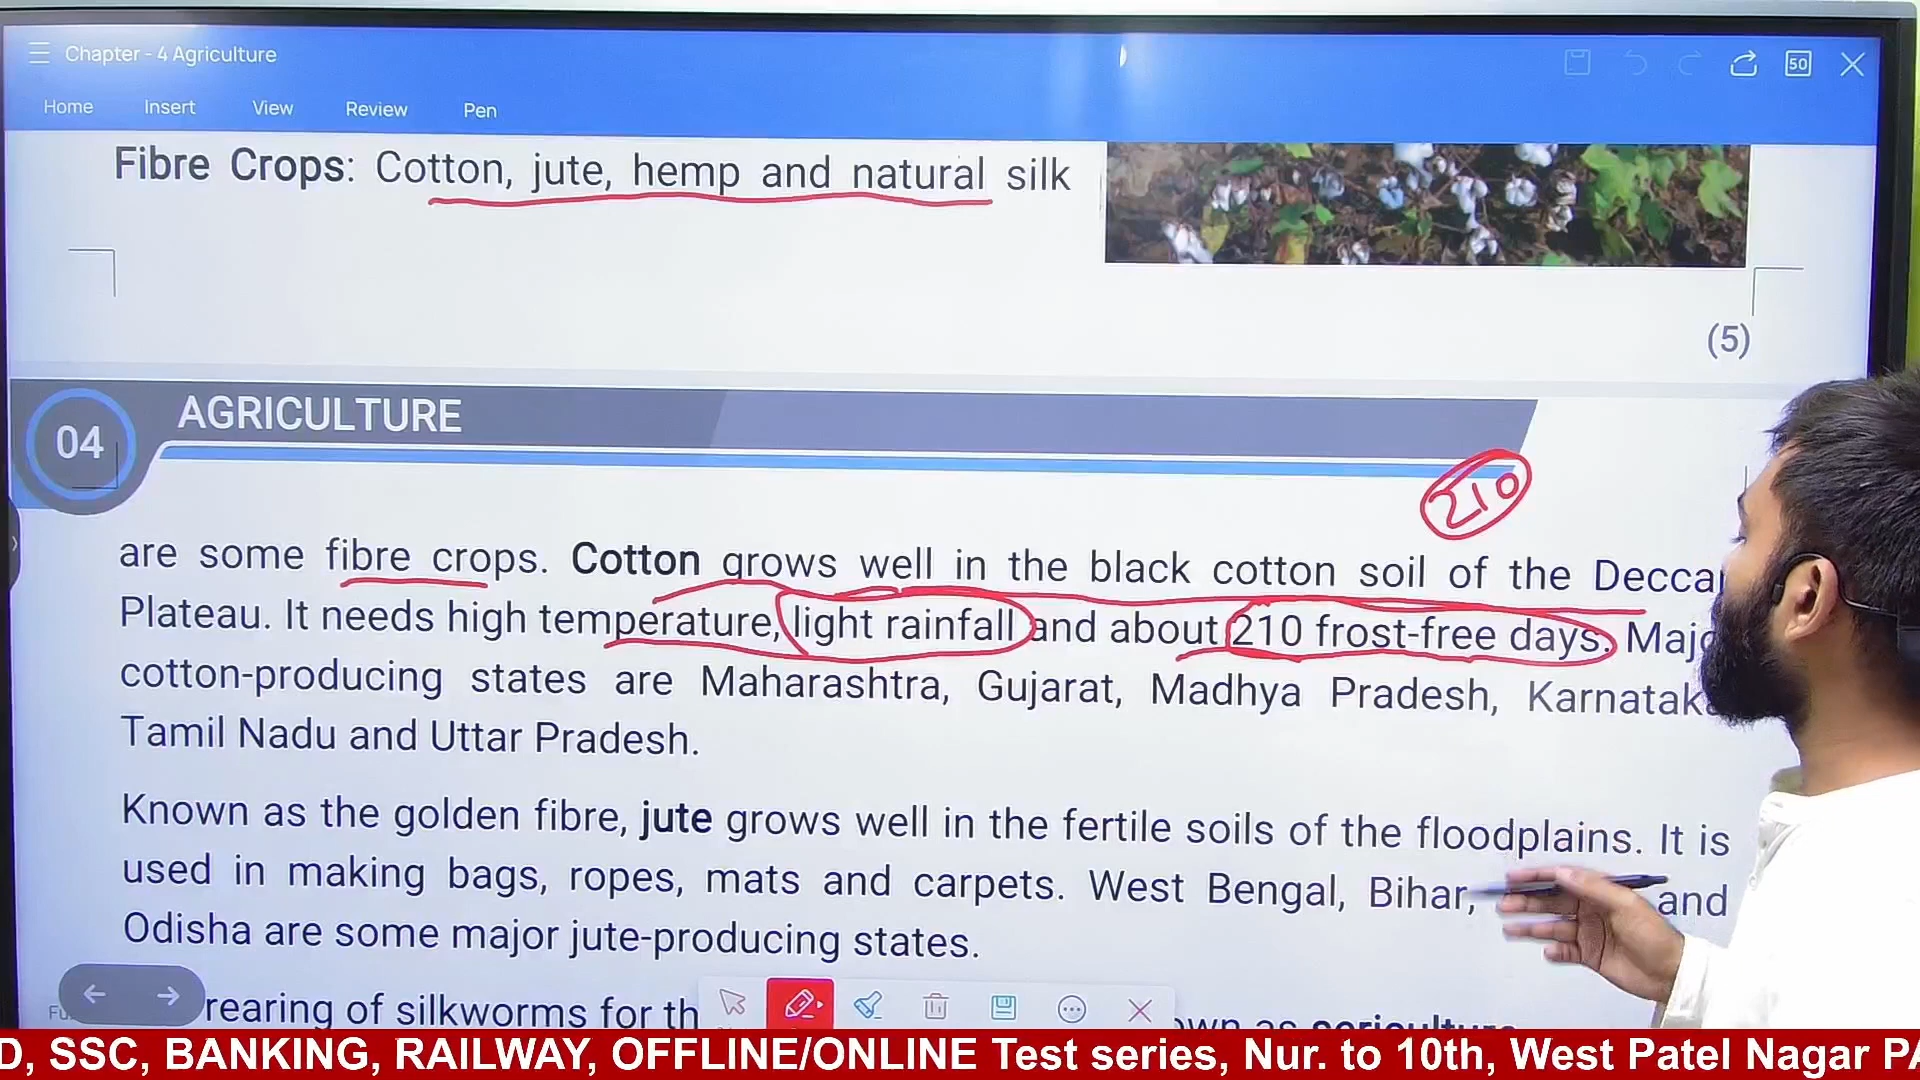 Chapter - 4 Agriculture
50
Home Insert View Review Pen
Fibre Crops: Cotton, jute, hemp and natural silk
(5)
04 AGRICULTURE
210
are some fibre crops. Cotton grows well in the black cotton soil of the
Plateau. It needs high temperature, light rainfall and about 210 frost-free days.
cotton-producing states are Maharashtra, Gujarat, Madhya Pradesh,
Tamil Nadu and Uttar Pradesh.
Known as the golden fibre, jute grows well in the fertile soils of the floodplains. It is
used in making bags, ropes, mats and carpets. West Bengal, Bihar, and
Odisha are some major jute-producing states.
rearing of silkworms for
as
D, SSC, BANKING, RAILWAY, OFFLINE/ONLINE Test series, Nur. to 10th, West Patel Nagar